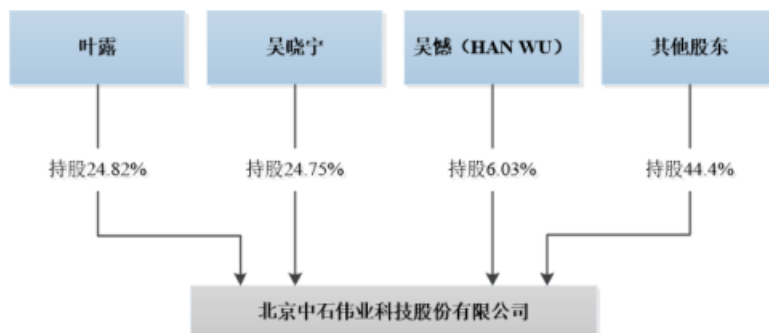 叶露
吴晓宁
吴憾（HAN WU）
其他股东
持股24.82%
持股24.75%
持股6.03%
持股44.4%
北京中石伟业科技股份有限公司